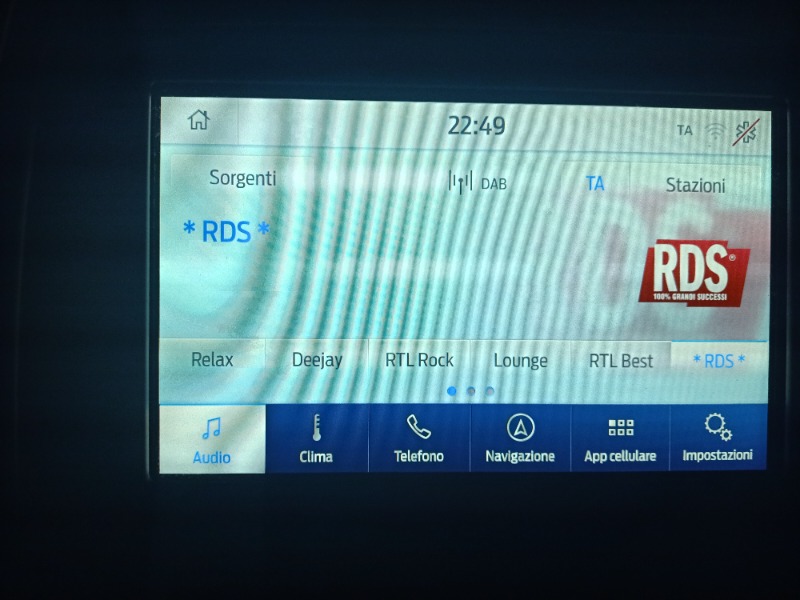 22:49 TA
Sorgenti DAB TA Stazioni
* RDS *
RDS®
100% GRANDI SUCCESSI
Relax Deejay RTL Rock Lounge RTL Best * RDS *
Audio Clima Telefono Navigazione App cellulare Impostazioni